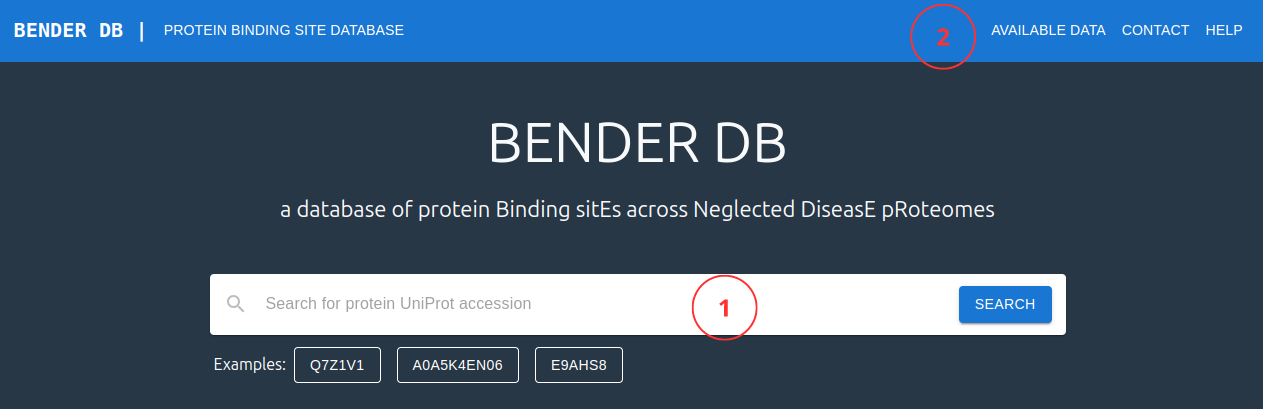 BENDER DB | PROTEIN BINDING SITE DATABASE 2 AVAILABLE DATA CONTACT HELP
BENDER DB
a database of protein Binding sitEs across Neglected DiseasE pRoteomes
Search for protein UniProt accession 1 SEARCH
Examples: Q7Z1V1 A0A5K4EN06 E9AHS8